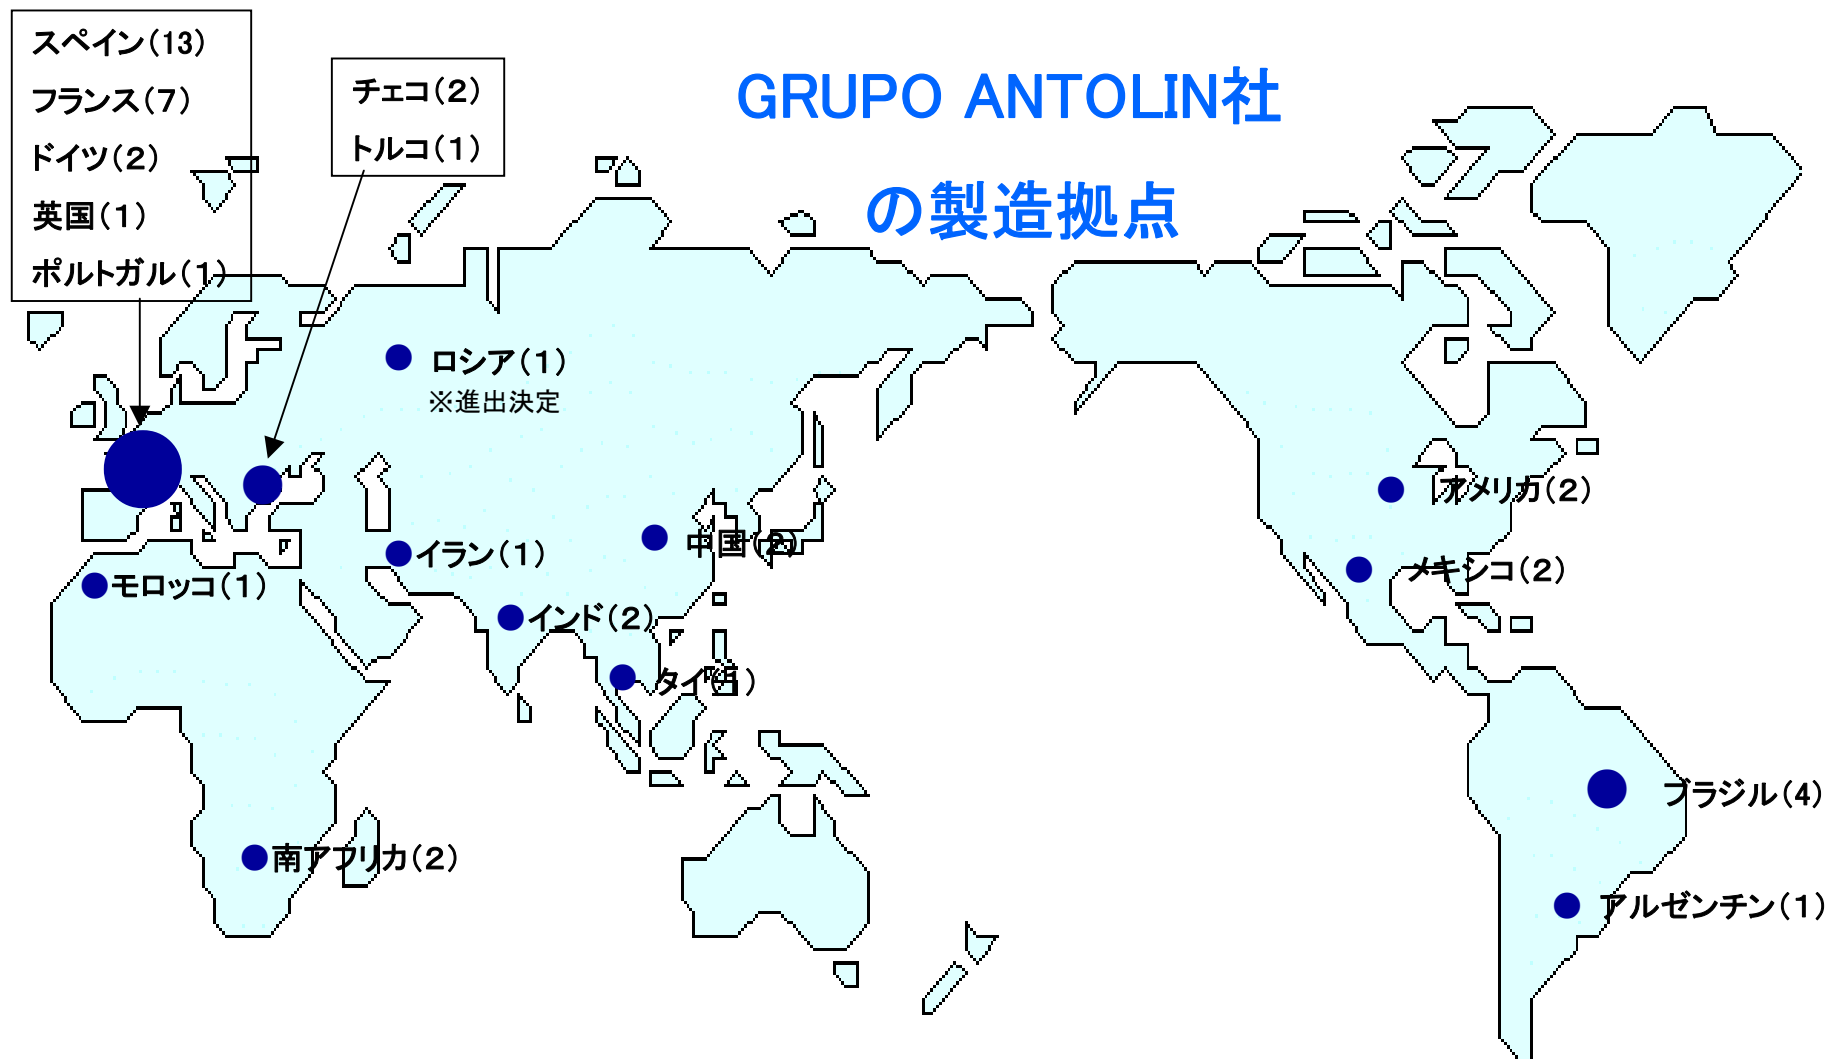 スペイン(13)
フランス(7)
ドイツ(2)
英国(1)
ポルトガル(1)
チェコ(2)
トルコ(1)
GRUPO ANTOLIN社
の製造拠点
ロシア(1)
※進出決定
イラン(1)
モロッコ(1)
インド(2)
中国(2)
タイ(1)
南アフリカ(2)
アメリカ(2)
メキシコ(2)
ブラジル(4)
アルゼンチン(1)